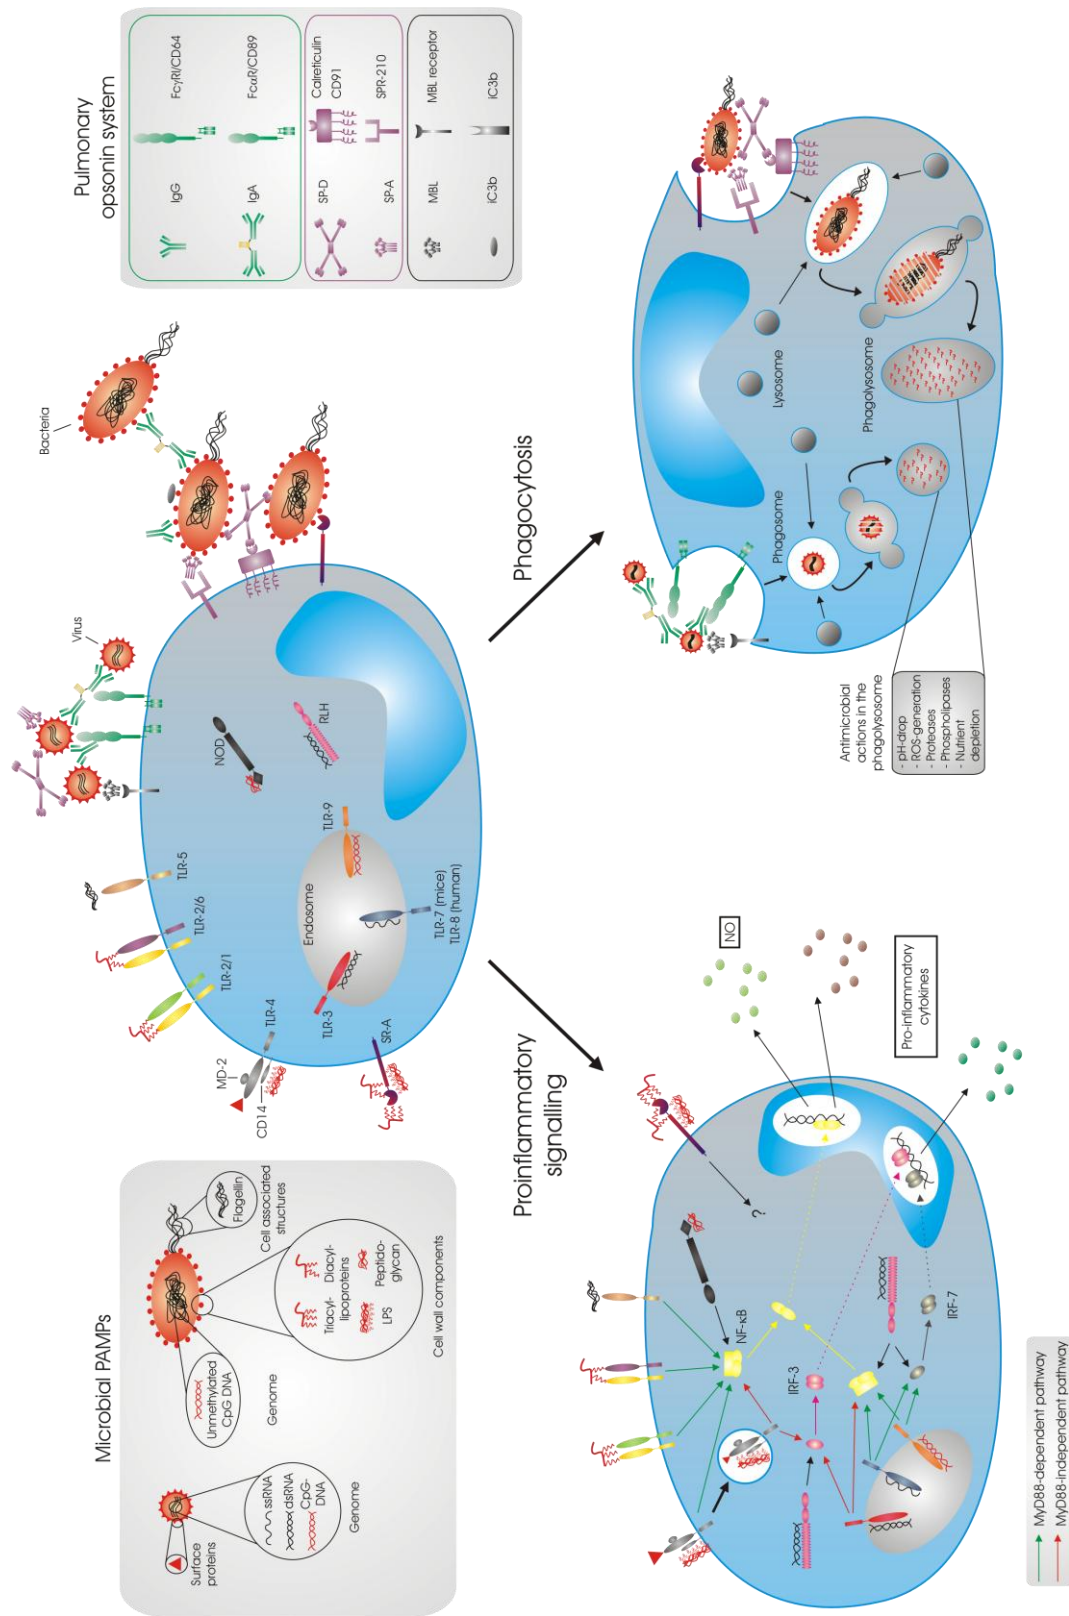 Microbial PAMPs
Surface
proteins
ssRNA
dsRNA
CpG-
DNA
Genome
Unmethylated
CpG DNA
Genome
Flagellin
Cell associated
structures
Triacyl-
lipoproteins
Diacyl-
LPS
Peptido-
glycan
Cell wall components
MD-2
CD14
TLR-4
SR-A
TLR-2/1
TLR-2/6
TLR-5
TLR-3
Endosome
TLR-9
TLR-7 (mice)
TLR-8 (human)
NOD
RLH
Virus
Bacteria
Pulmonary
opsonin system
IgG
FcγRI/CD64
IgA
FcαR/CD89
SP-D
Calreticulin
CD91
SP-A
SPR-210
MBL
MBL receptor
iC3b
iC3b
Proinflammatory
signalling
Phagocytosis
NF-κB
IRF-3
IRF-7
NO
Pro-inflammatory
cytokines
MyD88-dependent pathway
MyD88-independent pathway
Phagosome
Lysosome
Phagolysosome
Antimicrobial
actions in the
phagolysosome
- pH-drop
- ROS-generation
- Proteases
- Phospholipases
- Nutrient
depletion